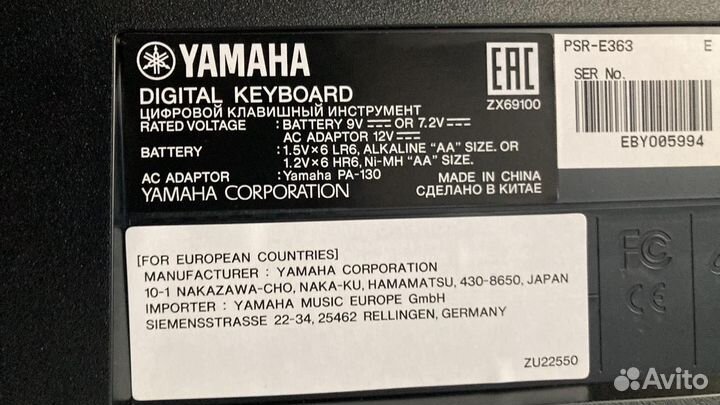 YAMAHA
EAC
ZX69100
DIGITAL KEYBOARD
ЦИФРОВОЙ КЛАВИШНЫЙ ИНСТРУМЕНТ
RATED VOLTAGE : BATTERY 9V⎓ OR 7.2V⎓
AC ADAPTOR 12V⎓
BATTERY : 1.5V×6 LR6, ALKALINE "AA" SIZE. OR
1.2V×6 HR6, Ni-MH "AA" SIZE.
AC ADAPTOR : Yamaha PA-130
MADE IN CHINA
YAMAHA CORPORATION
СДЕЛАНО В КИТАЕ
PSR-E363 E
SER No.
EBYO05994
[FOR EUROPEAN COUNTRIES]
MANUFACTURER : YAMAHA CORPORATION
10-1 NAKAZAWA-CHO, NAKA-KU, HAMAMATSU, 430-8650, JAPAN
IMPORTER : YAMAHA MUSIC EUROPE GmbH
SIEMENSSTRASSE 22-34, 25462 RELLINGEN, GERMANY
ZU22550
FC
Avito